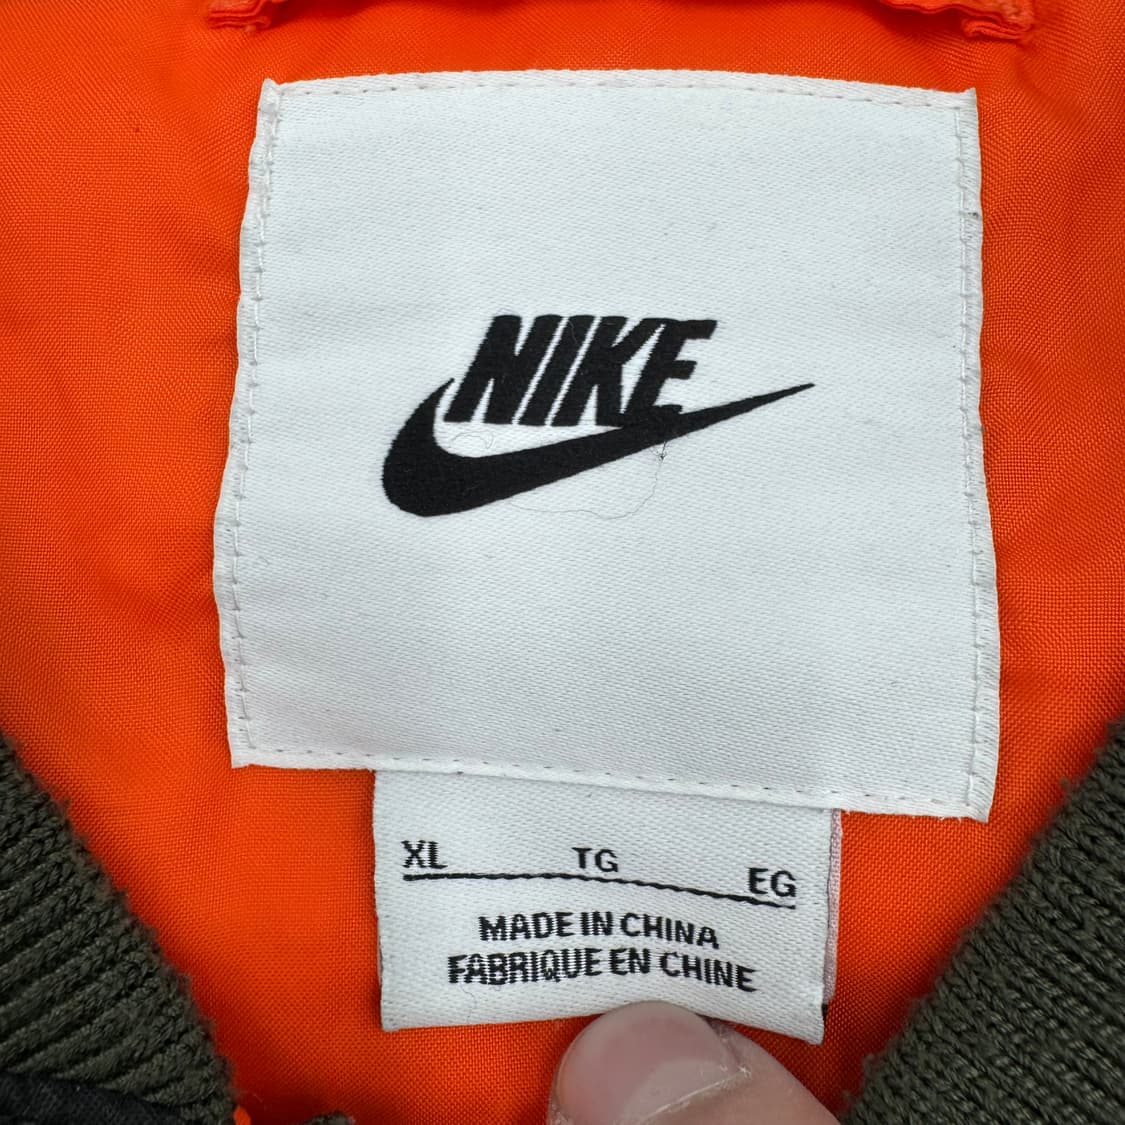 NIKE
XL TG EG
MADE IN CHINA
FABRIQUE EN CHINE